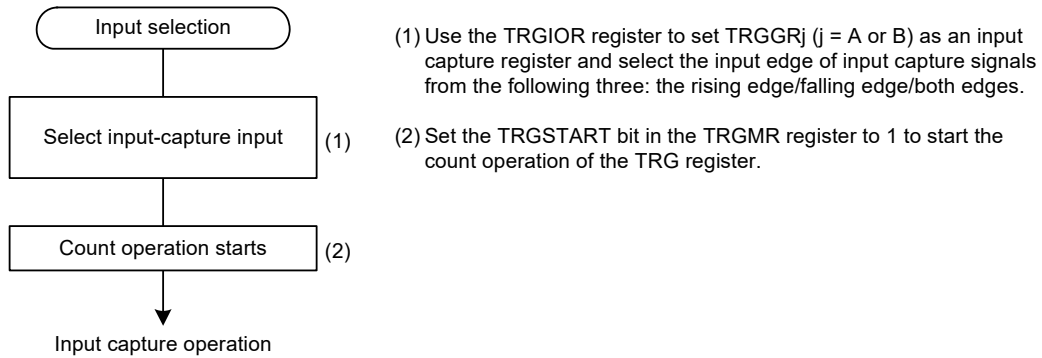 Input selection
Select input-capture input
(1)
Count operation starts
(2)
Input capture operation
(1) Use the TRGIOR register to set TRGGRj (j = A or B) as an input
capture register and select the input edge of input capture signals
from the following three: the rising edge/falling edge/both edges.
(2) Set the TRGSTART bit in the TRGMR register to 1 to start the
count operation of the TRG register.